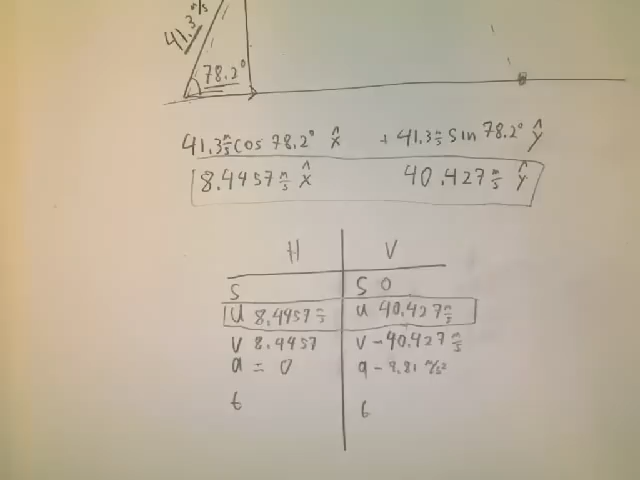 41.3 m/s
78.2°
41.3 m/s cos 78.2° x̂ + 41.3 m/s sin 78.2° ŷ
8.4457 m/s x̂ 40.427 m/s ŷ
H V
S S 0
u 8.4457 m/s u 40.427 m/s
v 8.4457 v -40.427 m/s
a = 0 a -9.81 m/s²
t t